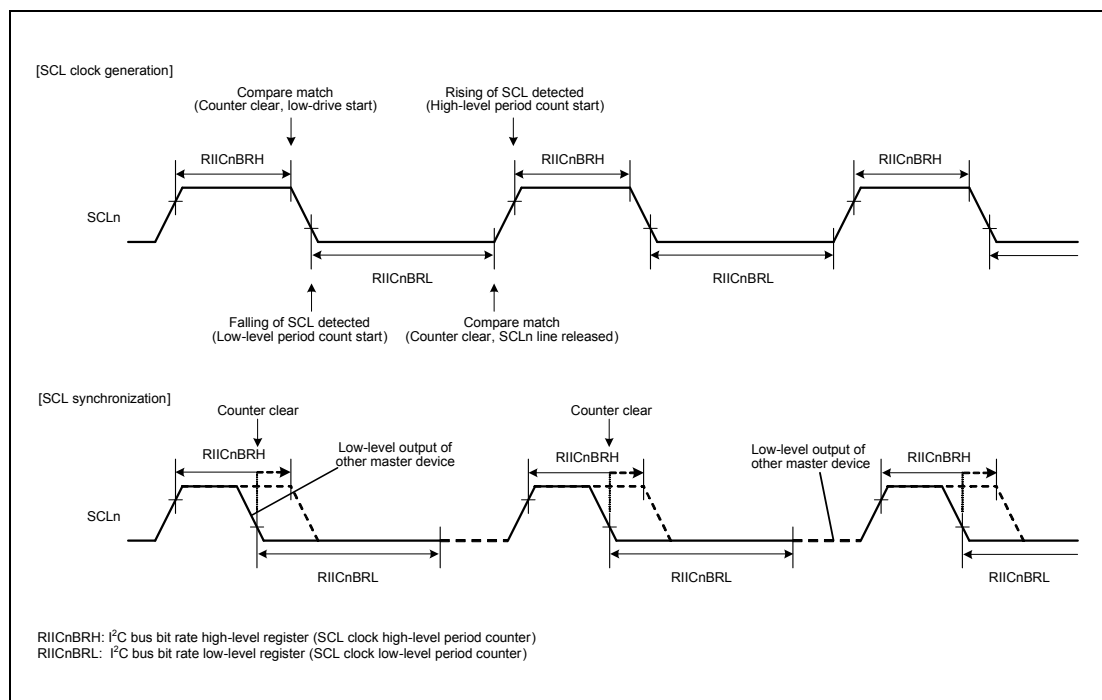 [SCL clock generation]
Compare match
(Counter clear, low-drive start)
Rising of SCL detected
(High-level period count start)
RIICnBRH
RIICnBRH
RIICnBRH
SCLn
RIICnBRL
RIICnBRL
Falling of SCL detected
(Low-level period count start)
Compare match
(Counter clear, SCLn line released)
[SCL synchronization]
Counter clear
Counter clear
RIICnBRH
Low-level output of
other master device
RIICnBRH
Low-level output of
other master device
RIICnBRH
SCLn
RIICnBRL
RIICnBRL
RIICnBRL
RIICnBRH: I²C bus bit rate high-level register (SCL clock high-level period counter)
RIICnBRL: I²C bus bit rate low-level register (SCL clock low-level period counter)